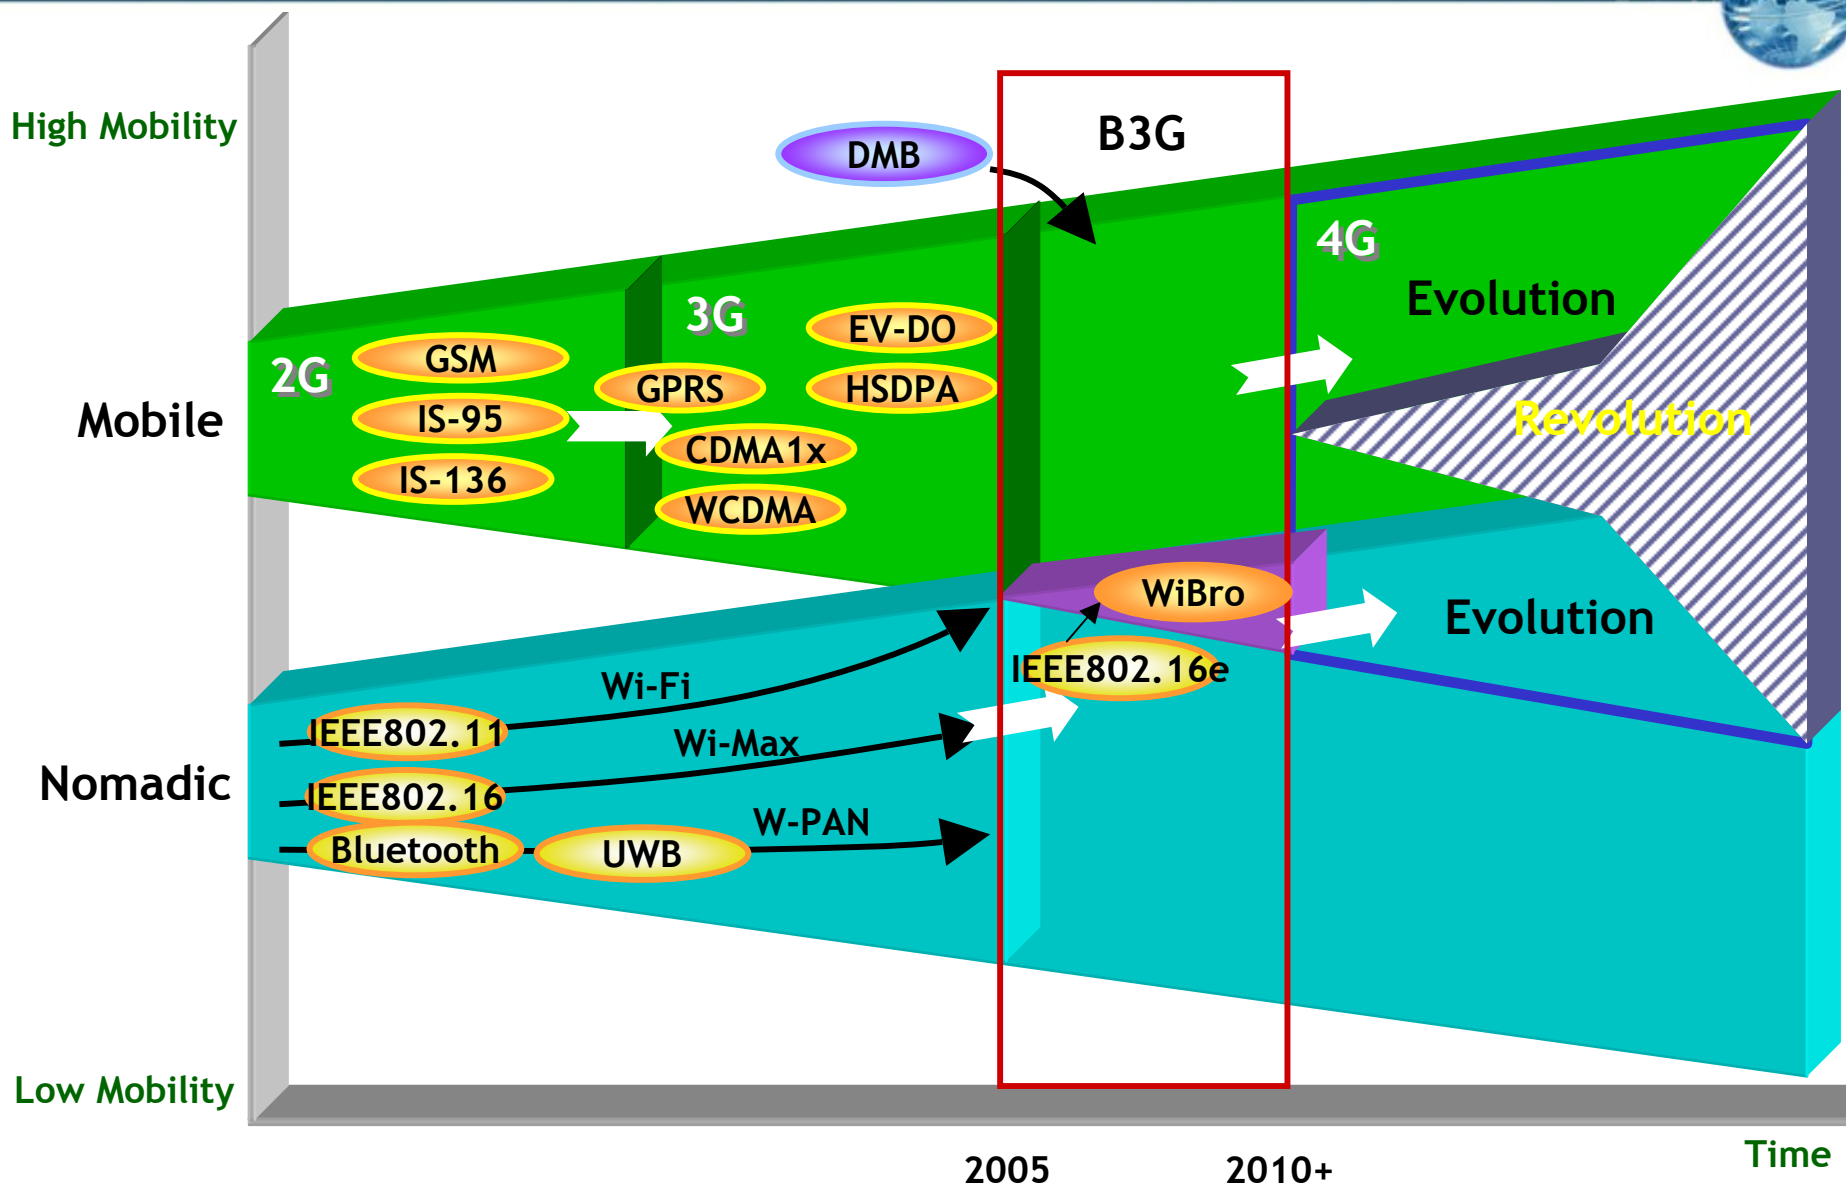 High Mobility
B3G
DMB
4G
Evolution
3G
EV-DO
2G
GSM
GPRS
HSDPA
Mobile
IS-95
Revolution
CDMA1x
IS-136
WCDMA
WiBro
Evolution
IEEE802.16e
Wi-Fi
IEEE802.11
Wi-Max
Nomadic
IEEE802.16
W-PAN
Bluetooth
UWB
Low Mobility
Time
2005
2010+